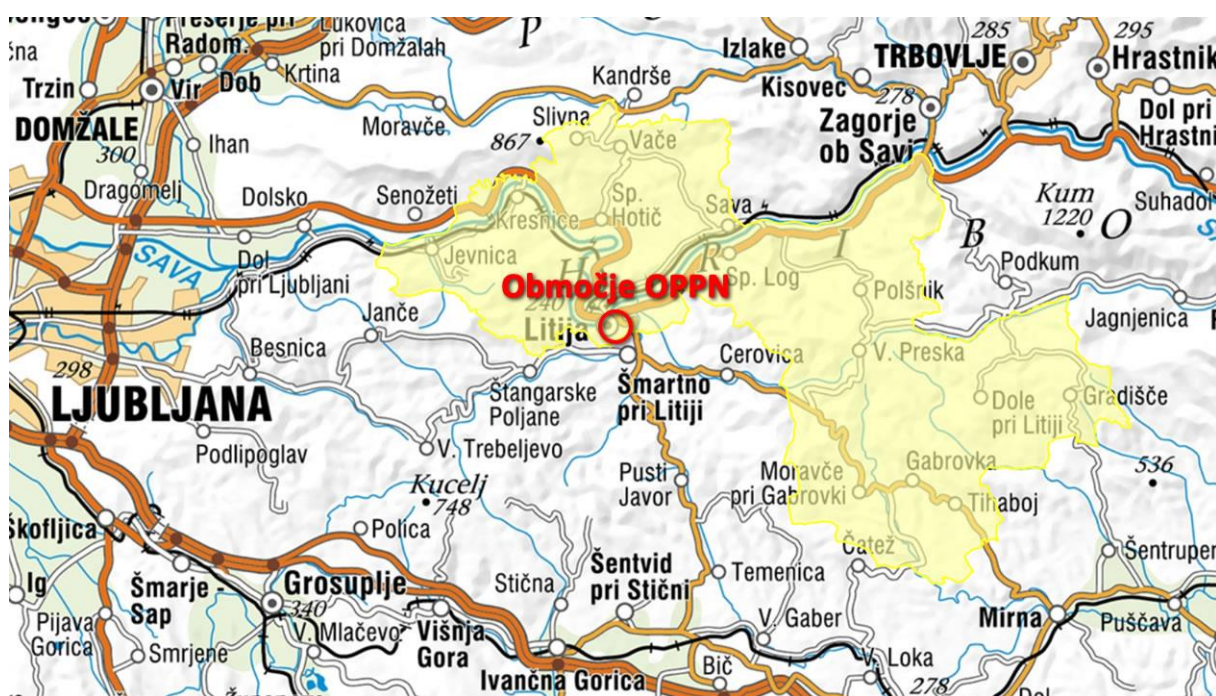 Preserje pri
Radom.
Lukovica
pri Domžalah
P
Izlake
285
295
TRBOVLJE
Hrastnik
Krtina
Trzin
Vir
Dob
Kandrše
Kisovec
278
Slivna
Moravče
Zagorje
ob Savi
Dol pri
Hrastni
DOMŽALE
300
Ihan
867
Vače
Dragomelj
Dolsko
Senožeti
Kresnice
Sp.
Hotič
Sava
Kum
1220
O
Suhadol
SAVA
Dol
pri Ljubljani
Jevnica
H
R
I
B
Sp. Log
Podkum
Območje OPPN
240
Polšnik
Janče
Litija
Jagnjenica
Besnica
Cerovica
V. Preska
298
Štangarske
Poljane
Šmartno
pri Litiji
Dole
pri Litiji
Gradišče
LJUBLJANA
Podlipoglav
V. Trebeljevo
Pusti
Javor
Moravče
pri Gabrovki
Gabrovka
536
Kucelj
748
Tihaboj
Škofljica
Polica
Čatež
Šentruper
Ig
Šmarje -
Sap
Grosuplje
340
Stična
Šentvid
pri Stični
Temenica
Pijava
Gorica
V. Mlačevo
Višnja
Gora
V. Gaber
Mirna
Puščava
Smrjene
Ivančna Gorica
Bič
V. Loka
278
Dol